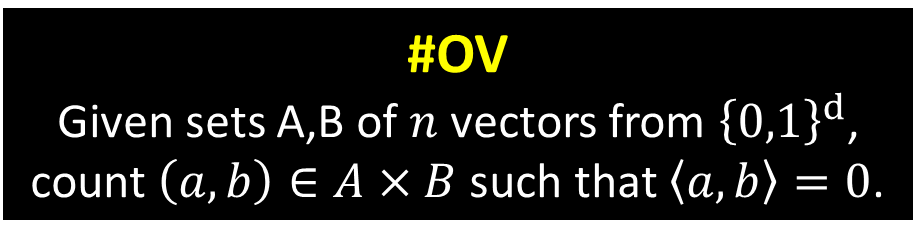 #OV
Given sets A,B of n vectors from {0,1}ᵈ,
count (a, b) ∈ A × B such that ⟨a, b⟩ = 0.